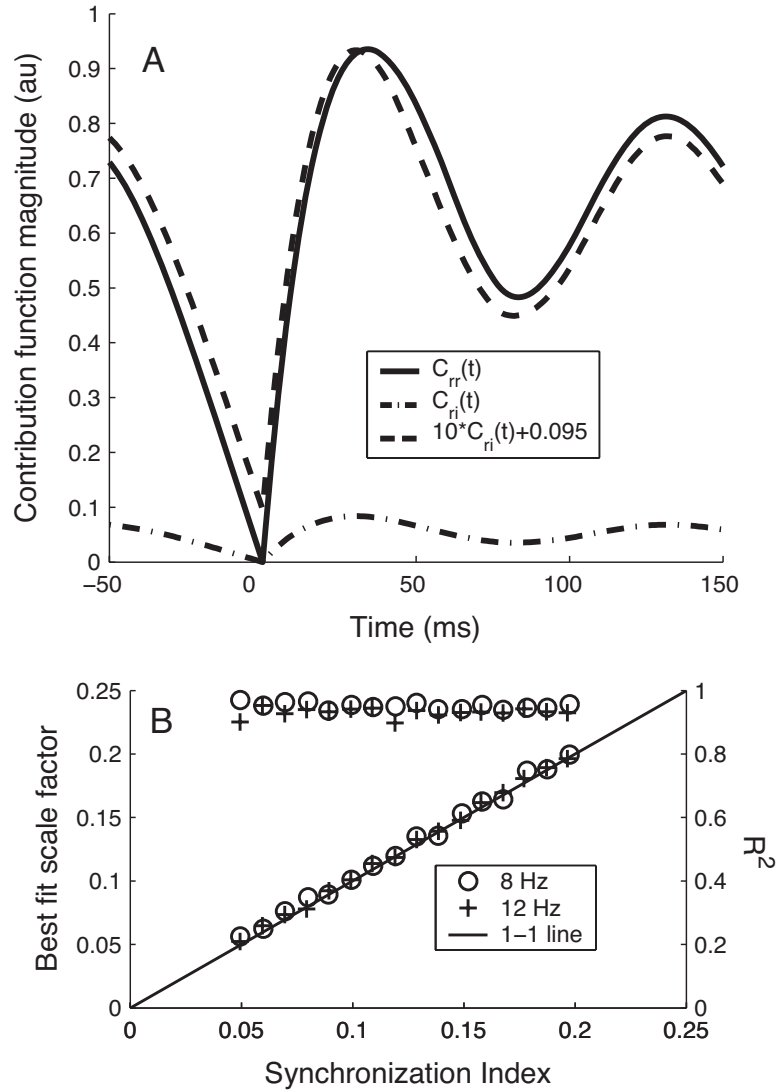 A
Contribution function magnitude (au)
1
0.9
0.8
0.7
0.6
0.5
0.4
0.3
0.2
0.1
0
−50
0
50
100
150
Time (ms)
C_rr(t)
C_ri(t)
10*C_ri(t)+0.095
B
Best fit scale factor
0.25
0.2
0.15
0.1
0.05
0
0
0.05
0.1
0.15
0.2
0.25
Synchronization Index
1
0.8
0.6
0.4
0.2
0
R²
8 Hz
12 Hz
1−1 line